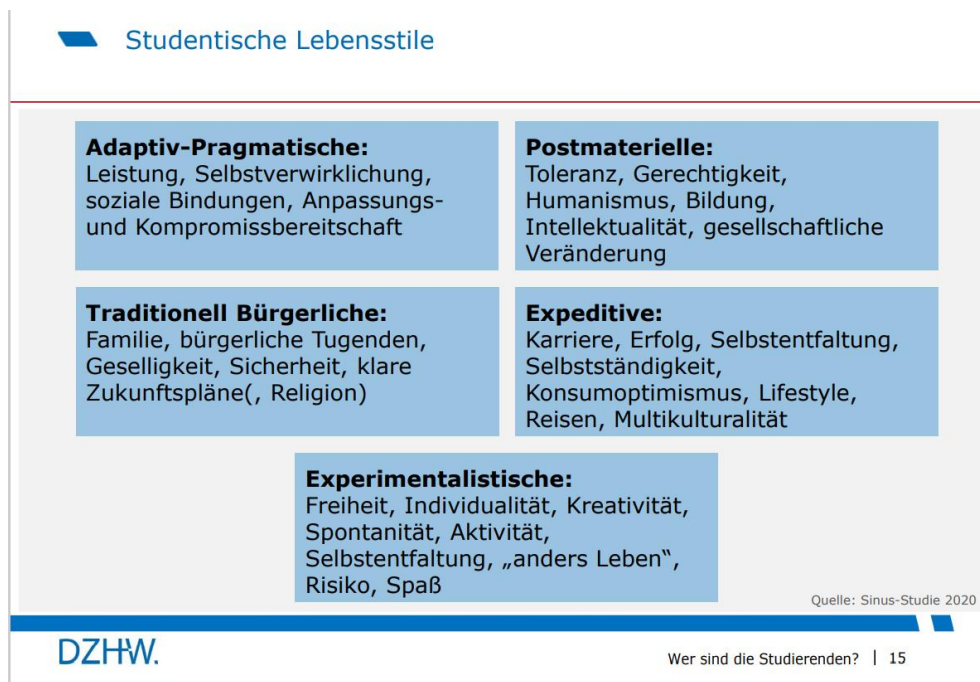 Studentische Lebensstile
Adaptiv-Pragmatische:
Leistung, Selbstverwirklichung,
soziale Bindungen, Anpassungs-
und Kompromissbereitschaft
Postmaterielle:
Toleranz, Gerechtigkeit,
Humanismus, Bildung,
Intellektualität, gesellschaftliche
Veränderung
Traditionell Bürgerliche:
Familie, bürgerliche Tugenden,
Geselligkeit, Sicherheit, klare
Zukunftspläne(, Religion)
Expeditive:
Karriere, Erfolg, Selbstentfaltung,
Selbstständigkeit,
Konsumoptimismus, Lifestyle,
Reisen, Multikulturalität
Experimentalistische:
Freiheit, Individualität, Kreativität,
Spontanität, Aktivität,
Selbstentfaltung, „anders Leben“,
Risiko, Spaß
Quelle: Sinus-Studie 2020
DZHW.
Wer sind die Studierenden? | 15